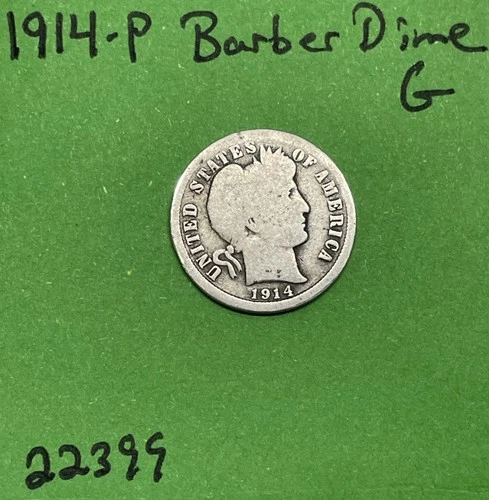 1914-P Barber Dime
G
UNITED STATES OF AMERICA
1914
22399